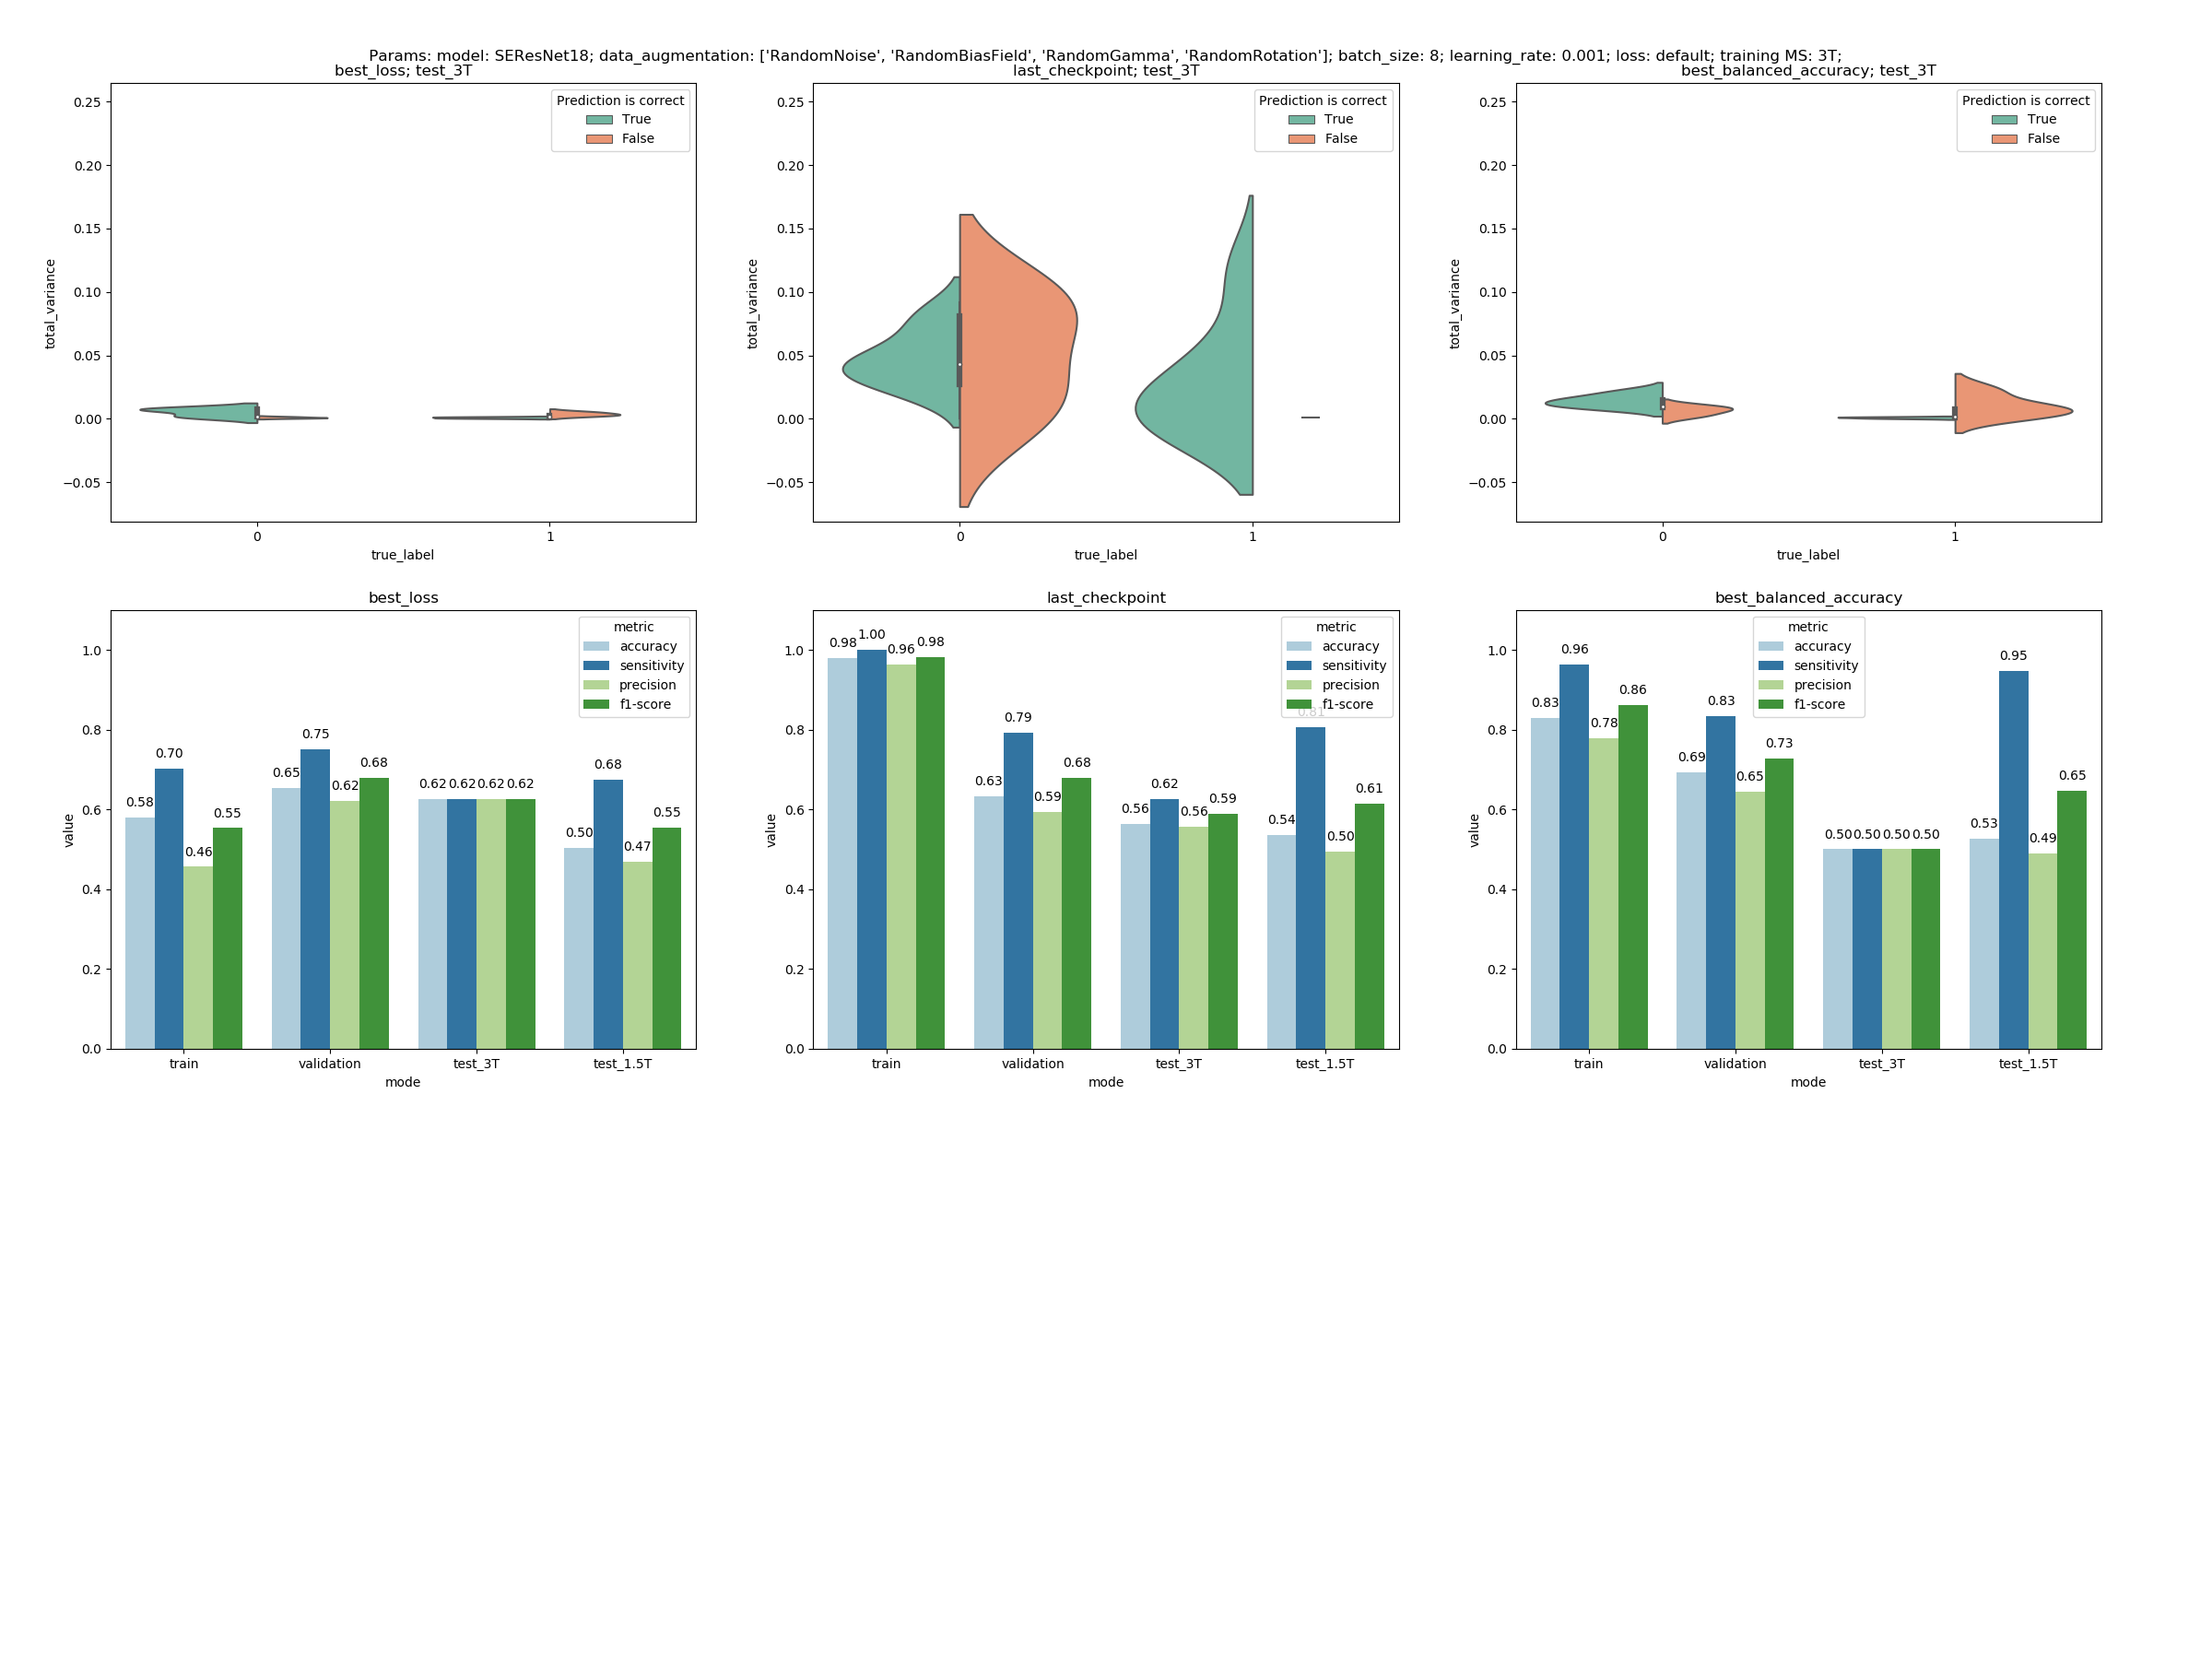 Params: model: SEResNet18; data_augmentation: ['RandomNoise', 'RandomBiasField', 'RandomGamma', 'RandomRotation']; batch_size: 8; learning_rate: 0.001; loss: default; training MS: 3T;
best_loss; test_3T
Prediction is correct
True
False
0.25
0.20
0.15
0.10
0.05
0.00
−0.05
total_variance
0 1
true_label
last_checkpoint; test_3T
Prediction is correct
True
False
0.25
0.20
0.15
0.10
0.05
0.00
−0.05
total_variance
0 1
true_label
best_balanced_accuracy; test_3T
Prediction is correct
True
False
0.25
0.20
0.15
0.10
0.05
0.00
−0.05
total_variance
0 1
true_label
best_loss
metric
accuracy
sensitivity
precision
f1-score
1.0
0.8
0.6
0.4
0.2
0.0
value
0.58 0.70 0.46 0.55 0.65 0.75 0.62 0.68 0.62 0.62 0.62 0.62 0.50 0.68 0.47 0.55
train validation test_3T test_1.5T
mode
last_checkpoint
metric
accuracy
sensitivity
precision
f1-score
1.0
0.8
0.6
0.4
0.2
0.0
value
0.98 1.00 0.96 0.98 0.63 0.79 0.59 0.68 0.56 0.62 0.56 0.59 0.54 0.81 0.50 0.61
train validation test_3T test_1.5T
mode
best_balanced_accuracy
metric
accuracy
sensitivity
precision
f1-score
1.0
0.8
0.6
0.4
0.2
0.0
value
0.83 0.96 0.78 0.86 0.69 0.83 0.65 0.73 0.50 0.50 0.50 0.50 0.53 0.95 0.49 0.65
train validation test_3T test_1.5T
mode